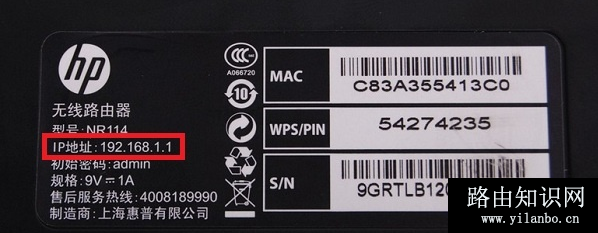 hp
无线路由器
型号:NR114
IP地址:192.168.1.1
初始密码:admin
规格:9V⎓1A
售后服务热线:4008189990
制造商:上海惠普有限公司
A066720
10
MAC
C83A355413C0
WPS/PIN
54274235
S/N
9GRTLB120
路由知识网
www.yilanbo.cn